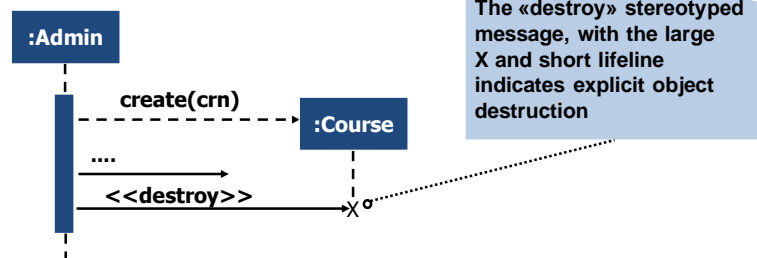 The «destroy» stereotyped
message, with the large
X and short lifeline
indicates explicit object
destruction
:Admin
create(crn)
:Course
....
<<destroy>>
X